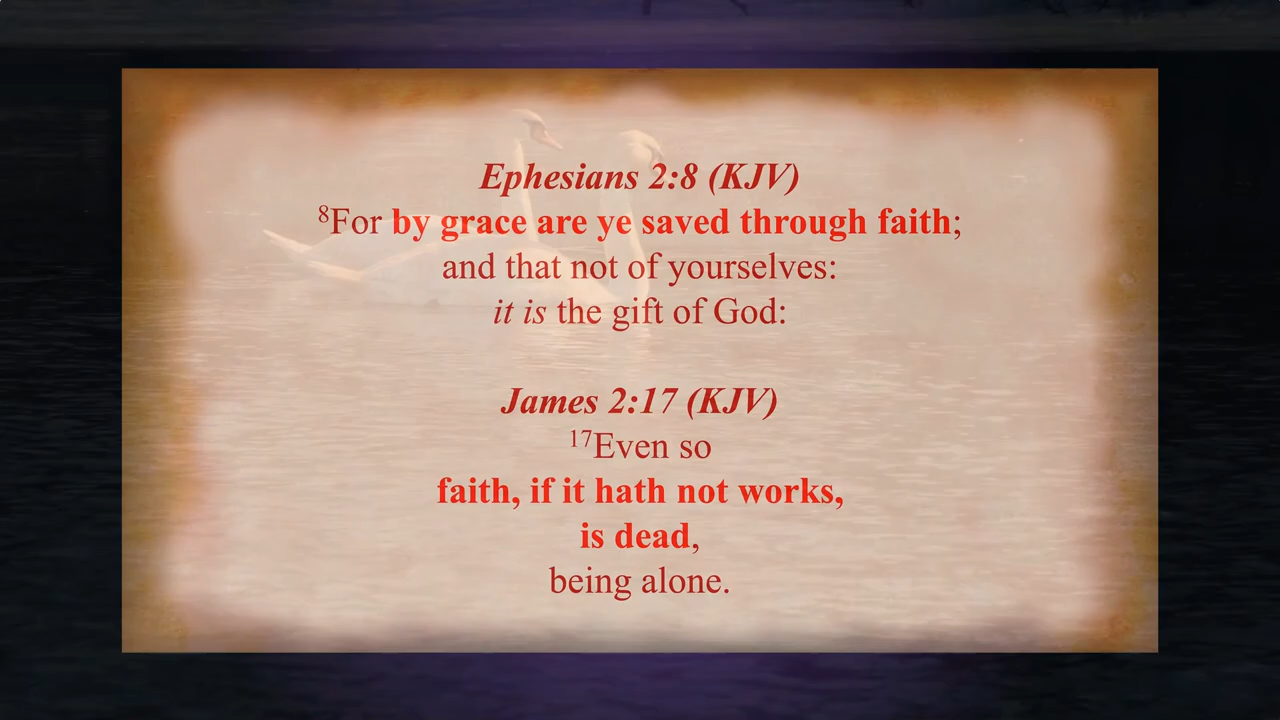 Ephesians 2:8 (KJV)
⁸For by grace are ye saved through faith;
and that not of yourselves:
it is the gift of God:
James 2:17 (KJV)
¹⁷Even so
faith, if it hath not works,
is dead,
being alone.